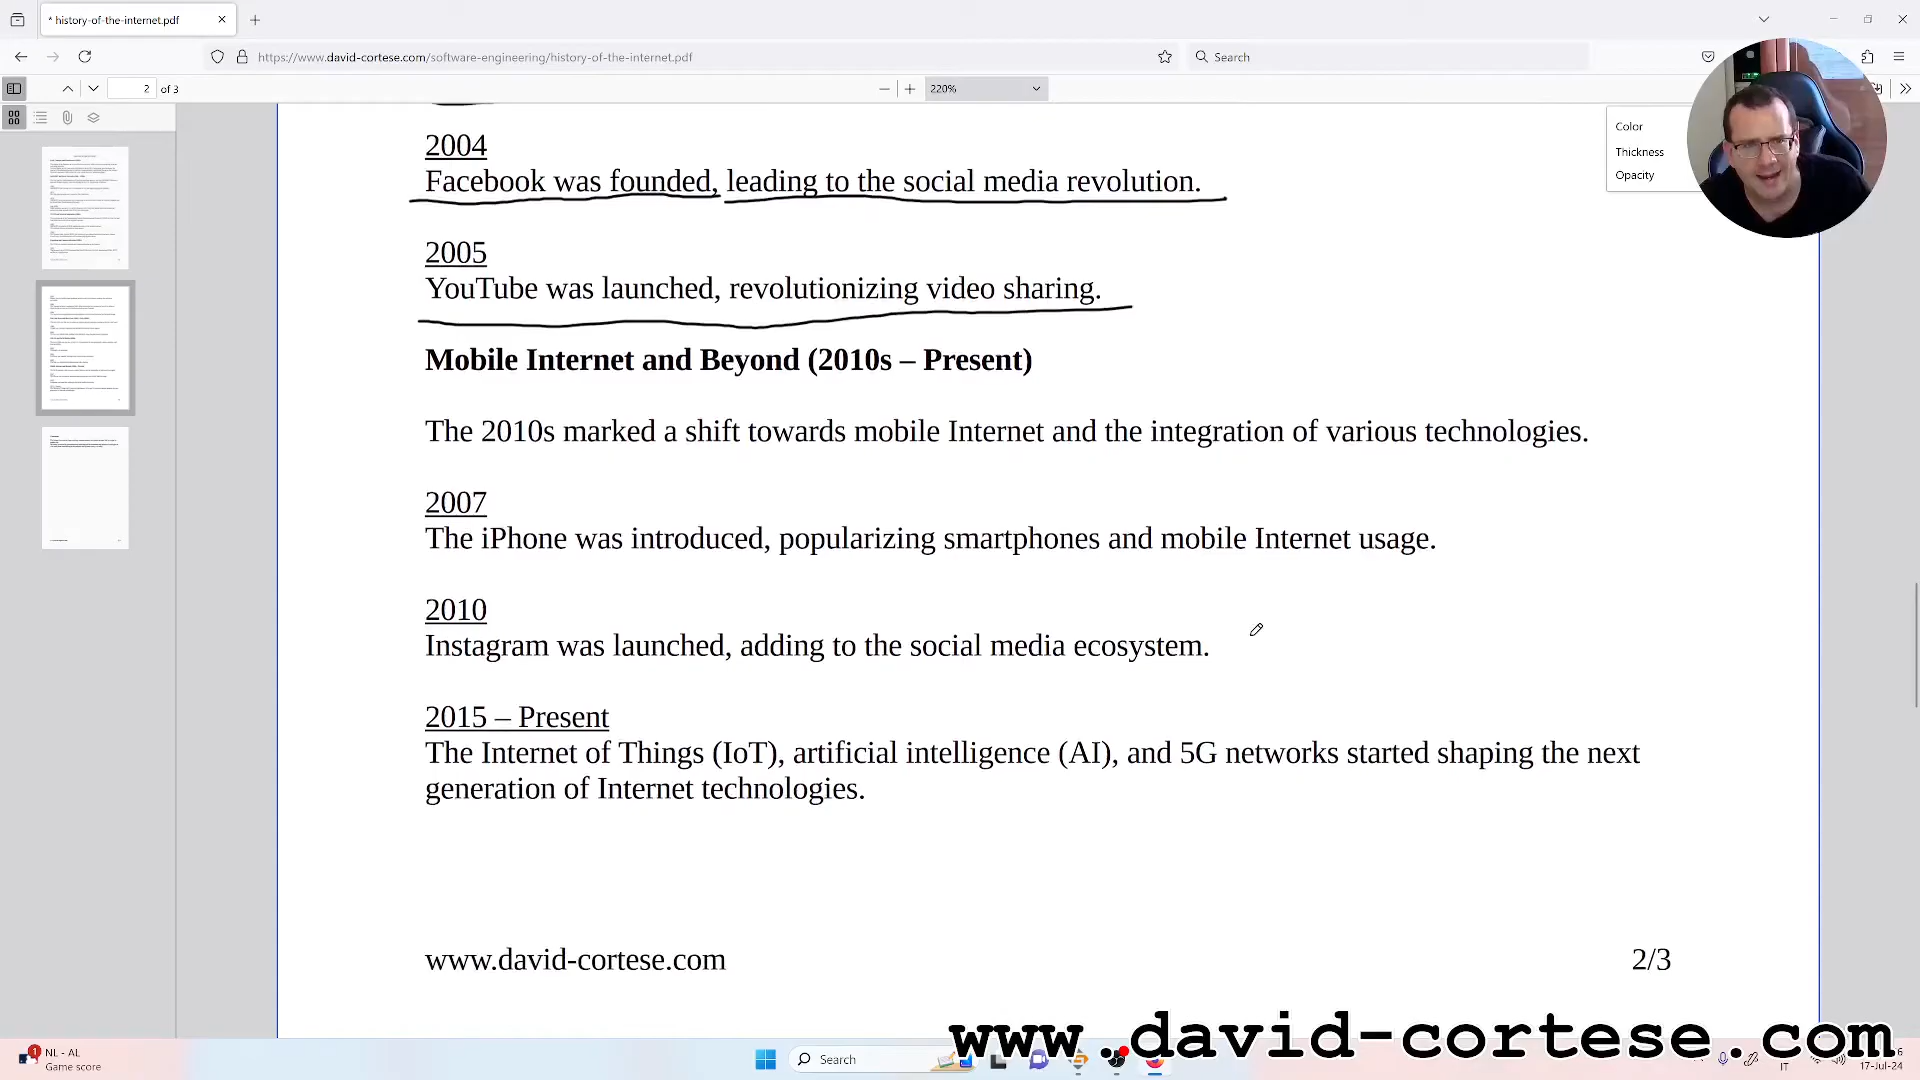 * history-of-the-internet.pdf
https://www.david-cortese.com/software-engineering/history-of-the-internet.pdf
Search
2 of 3
220%
Color
Thickness
Opacity
2004
Facebook was founded, leading to the social media revolution.
2005
YouTube was launched, revolutionizing video sharing.
Mobile Internet and Beyond (2010s – Present)
The 2010s marked a shift towards mobile Internet and the integration of various technologies.
2007
The iPhone was introduced, popularizing smartphones and mobile Internet usage.
2010
Instagram was launched, adding to the social media ecosystem.
2015 – Present
The Internet of Things (IoT), artificial intelligence (AI), and 5G networks started shaping the next
generation of Internet technologies.
www.david-cortese.com
2/3
www.david-cortese.com
1
NL - AL
Game score
Search
IT
17-Jul-24